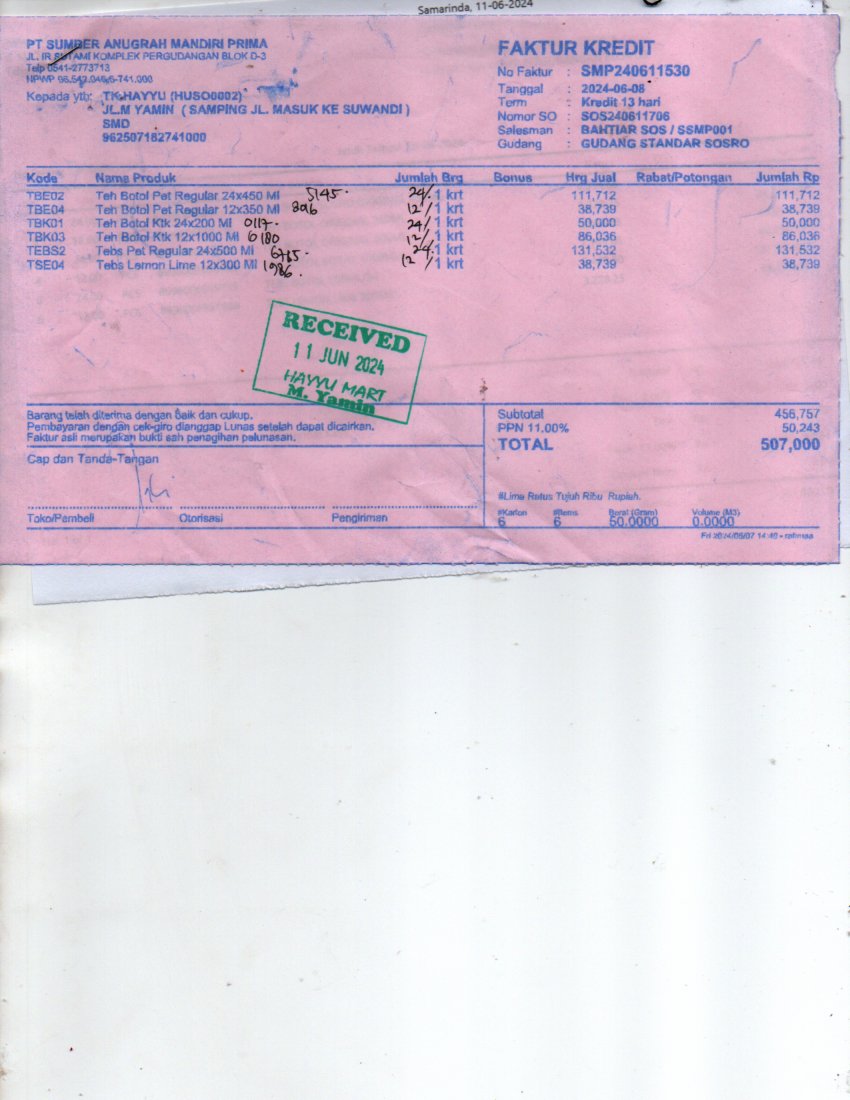 Samarinda, 11-06-2024
PT SUMBER ANUGRAH MANDIRI PRIMA
JL. IR SUTAMI KOMPLEK PERGUDANGAN BLOK D-3
Telp 0541-2773713
NPWP
Kepada yth: TK.HAYYU (HUSO0002)
JL.M YAMIN ( SAMPING JL. MASUK KE SUWANDI )
SMD
962507182741000
FAKTUR KREDIT
No Faktur : SMP240611530
Tanggal : 2024-06-08
Term : Kredit 13 hari
Nomor SO : SOS240611706
Salesman : BAHTIAR SOS / SSMP001
Gudang : GUDANG STANDAR SOSRO
Kode Nama Produk Jumlah Brg Bonus Hrg Jual Rabat/Potongan Jumlah Rp
TBE02 Teh Botol Pet Regular 24x450 Ml 5145. 24/ 1 krt 111,712 111,712
TBE04 Teh Botol Pet Regular 12x350 Ml 12/ 1 krt 38,739 38,739
TBK01 Teh Botol Ktk 24x200 Ml 0117. 24/ 1 krt 50,000 50,000
TBK03 Teh Botol Ktk 12x1000 Ml 6180 12/ 1 krt 86,036 86,036
TEBS2 Tebs Pet Regular 24x500 Ml 6765. 24/ 1 krt 131,532 131,532
TSE04 Tebs Lemon Lime 12x300 Ml 1986. 12/ 1 krt 38,739 38,739
RECEIVED
11 JUN 2024
HAYYU MART
M. Yamin
Barang telah diterima dengan baik dan cukup.
Pembayaran dengan cek-giro dianggap Lunas setelah dapat dicairkan.
Faktur asli merupakan bukti sah penagihan pelunasan.
Cap dan Tanda-Tangan
Toko/Pembeli Otorisasi Pengiriman
Subtotal 456,757
PPN 11.00% 50,243
TOTAL 507,000
#Lima Ratus Tujuh Ribu Rupiah.
#Karton #Items Berat (Gram) Volume (M3)
6 6 50.0000 0.0000
Fri 2024/06/07 14:40 - rahmaa